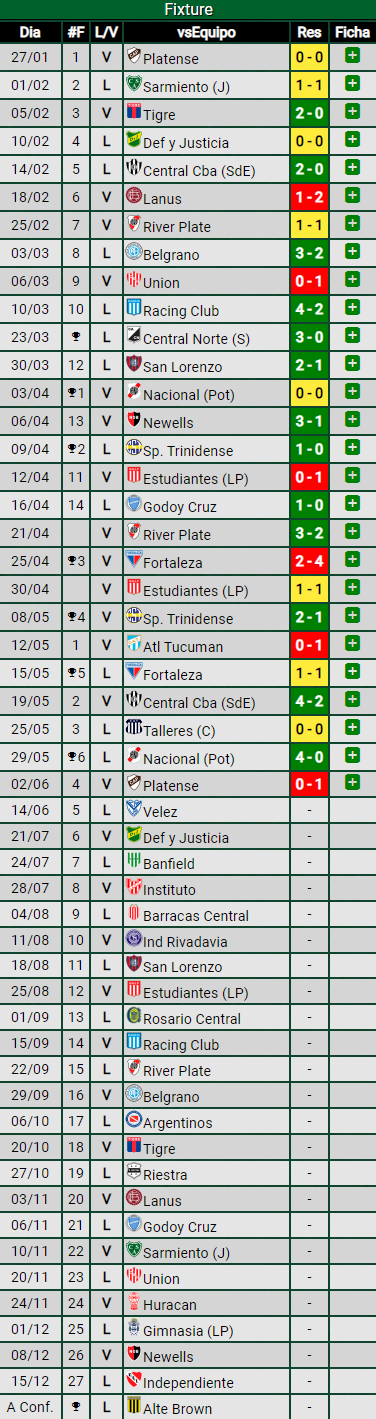 Fixture
Dia #F L/V vsEquipo Res Ficha
27/01 1 V Platense 0 - 0
01/02 2 L Sarmiento (J) 1 - 1
05/02 3 V Tigre 2 - 0
10/02 4 L Def y Justicia 0 - 0
14/02 5 L Central Cba (SdE) 2 - 0
18/02 6 V Lanus 1 - 2
25/02 7 V River Plate 1 - 1
03/03 8 L Belgrano 3 - 2
06/03 9 V Union 0 - 1
10/03 10 L Racing Club 4 - 2
23/03 L Central Norte (S) 3 - 0
30/03 12 L San Lorenzo 2 - 1
03/04 1 V Nacional (Pot) 0 - 0
06/04 13 V Newells 3 - 1
09/04 2 L Sp. Trinidense 1 - 0
12/04 11 V Estudiantes (LP) 0 - 1
16/04 14 L Godoy Cruz 1 - 0
21/04 V River Plate 3 - 2
25/04 3 V Fortaleza 2 - 4
30/04 V Estudiantes (LP) 1 - 1
08/05 4 V Sp. Trinidense 2 - 1
12/05 1 V Atl Tucuman 0 - 1
15/05 5 L Fortaleza 1 - 1
19/05 2 V Central Cba (SdE) 4 - 2
25/05 3 L Talleres (C) 0 - 0
29/05 6 L Nacional (Pot) 4 - 0
02/06 4 V Platense 0 - 1
14/06 5 L Velez -
21/07 6 V Def y Justicia -
24/07 7 L Banfield -
28/07 8 V Instituto -
04/08 9 L Barracas Central -
11/08 10 V Ind Rivadavia -
18/08 11 L San Lorenzo -
25/08 12 V Estudiantes (LP) -
01/09 13 L Rosario Central -
15/09 14 V Racing Club -
22/09 15 L River Plate -
29/09 16 V Belgrano -
06/10 17 L Argentinos -
20/10 18 V Tigre -
27/10 19 L Riestra -
03/11 20 V Lanus -
06/11 21 L Godoy Cruz -
10/11 22 V Sarmiento (J) -
20/11 23 L Union -
24/11 24 V Huracan -
01/12 25 L Gimnasia (LP) -
08/12 26 V Newells -
15/12 27 L Independiente -
A Conf. L Alte Brown -